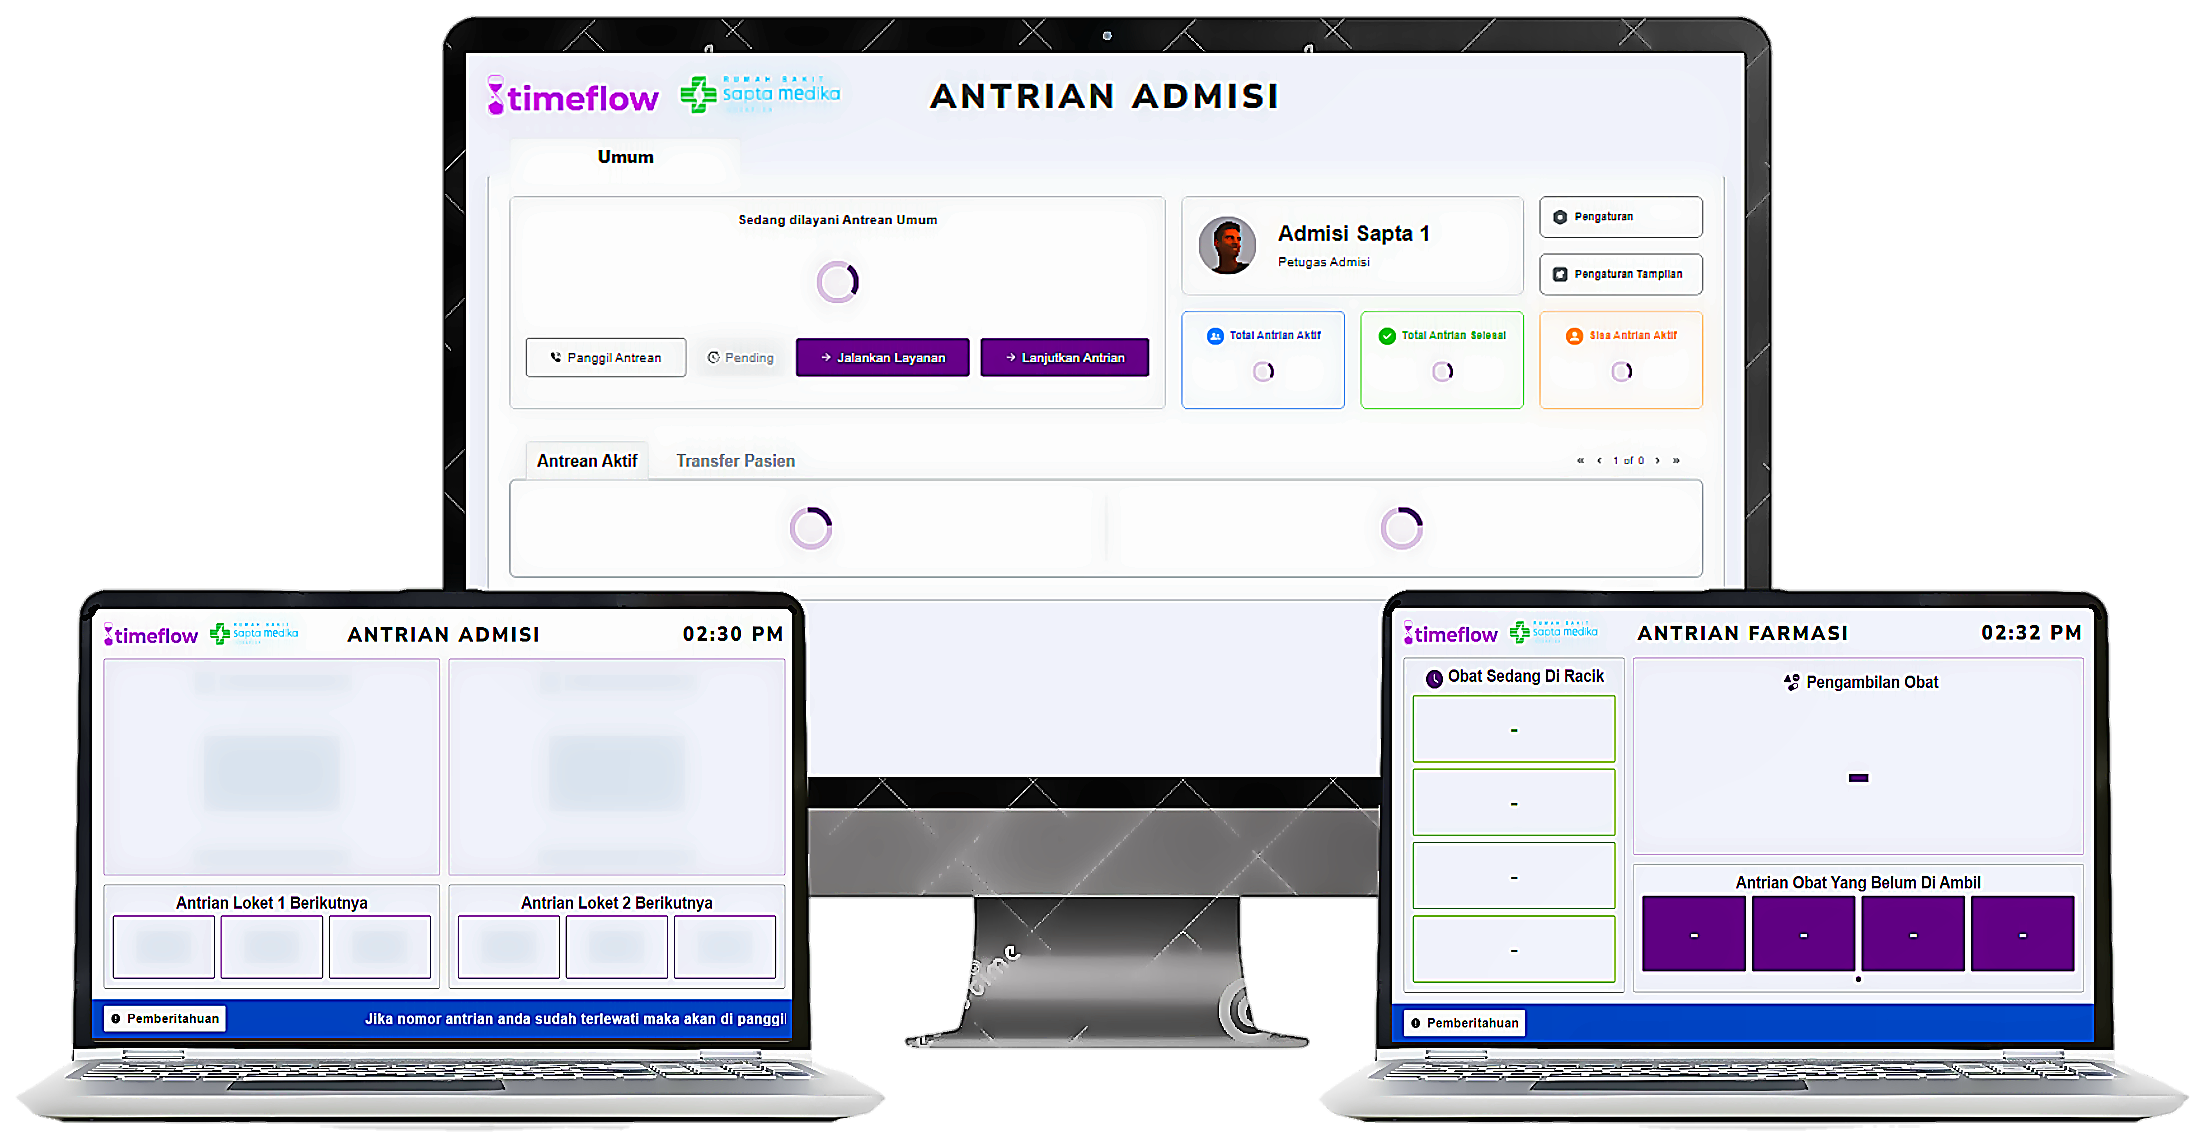 timeflow
RUMAH SAKIT
sapta medika
ANTRIAN ADMISI
Umum
Sedang dilayani Antrean Umum
Panggil Antrean
Pending
Jalankan Layanan
Lanjutkan Antrian
Admisi Sapta 1
Petugas Admisi
Pengaturan
Pengaturan Tampilan
Total Antrian Aktif
Total Antrian Selesai
Sisa Antrian Aktif
Antrean Aktif
Transfer Pasien
« ‹ 1 of 0 › »
timeflow
RUMAH SAKIT
sapta medika
ANTRIAN ADMISI
02:30 PM
Antrian Loket 1 Berikutnya
Antrian Loket 2 Berikutnya
Pemberitahuan
Jika nomor antrian anda sudah terlewati maka akan di panggil
timeflow
RUMAH SAKIT
sapta medika
ANTRIAN FARMASI
02:32 PM
Obat Sedang Di Racik
-
-
-
-
Pengambilan Obat
-
Antrian Obat Yang Belum Di Ambil
- - - -
Pemberitahuan